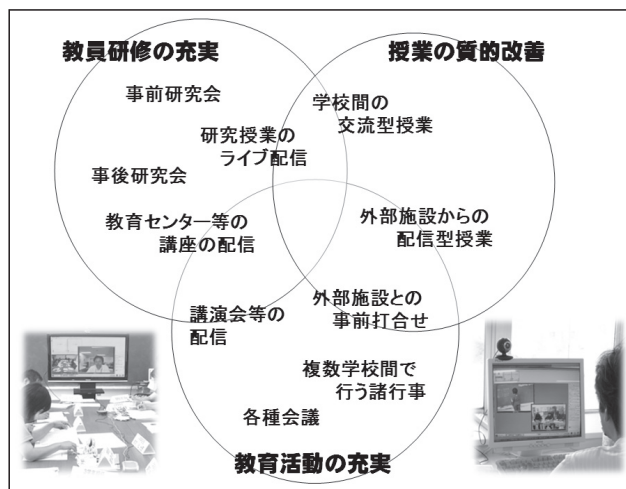 教員研修の充実
授業の質的改善
事前研究会
学校間の
交流型授業
研究授業の
ライブ配信
事後研究会
教育センター等の
講座の配信
外部施設からの
配信型授業
講演会等の
配信
外部施設との
事前打合せ
複数学校間で
行う諸行事
各種会議
教育活動の充実